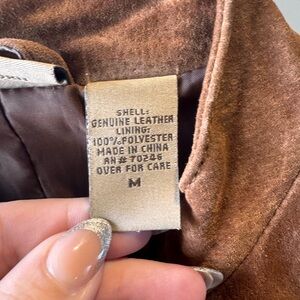 SHELL:
GENUINE LEATHER
LINING:
100% POLYESTER
MADE IN CHINA
RN# 70246
OVER FOR CARE
M